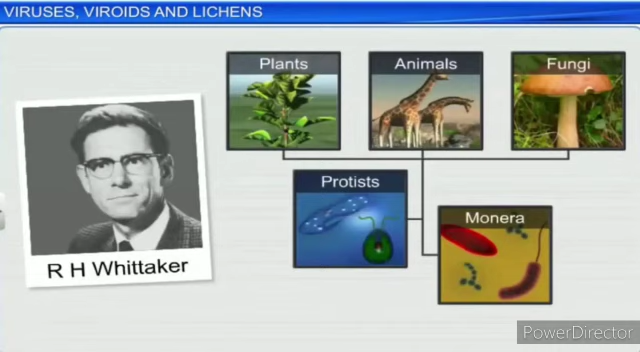 VIRUSES, VIROIDS AND LICHENS
Plants
Animals
Fungi
Protists
Monera
R H Whittaker
PowerDirector